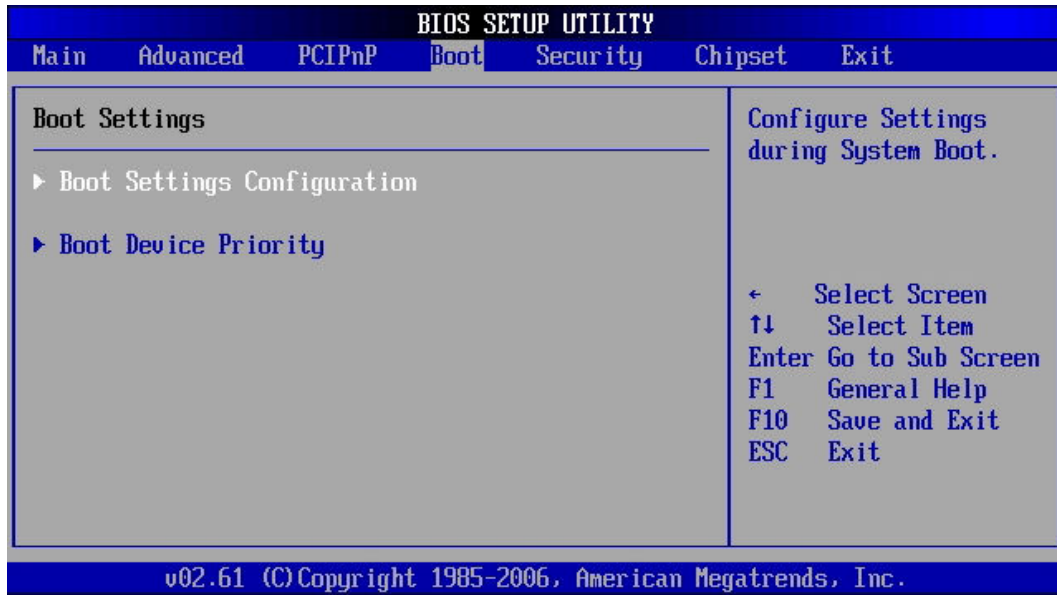 BIOS SETUP UTILITY
Main Advanced PCIPnP Boot Security Chipset Exit
Boot Settings
▶ Boot Settings Configuration
▶ Boot Device Priority
Configure Settings
during System Boot.
← Select Screen
↑↓ Select Item
Enter Go to Sub Screen
F1 General Help
F10 Save and Exit
ESC Exit
v02.61 (C)Copyright 1985-2006, American Megatrends, Inc.